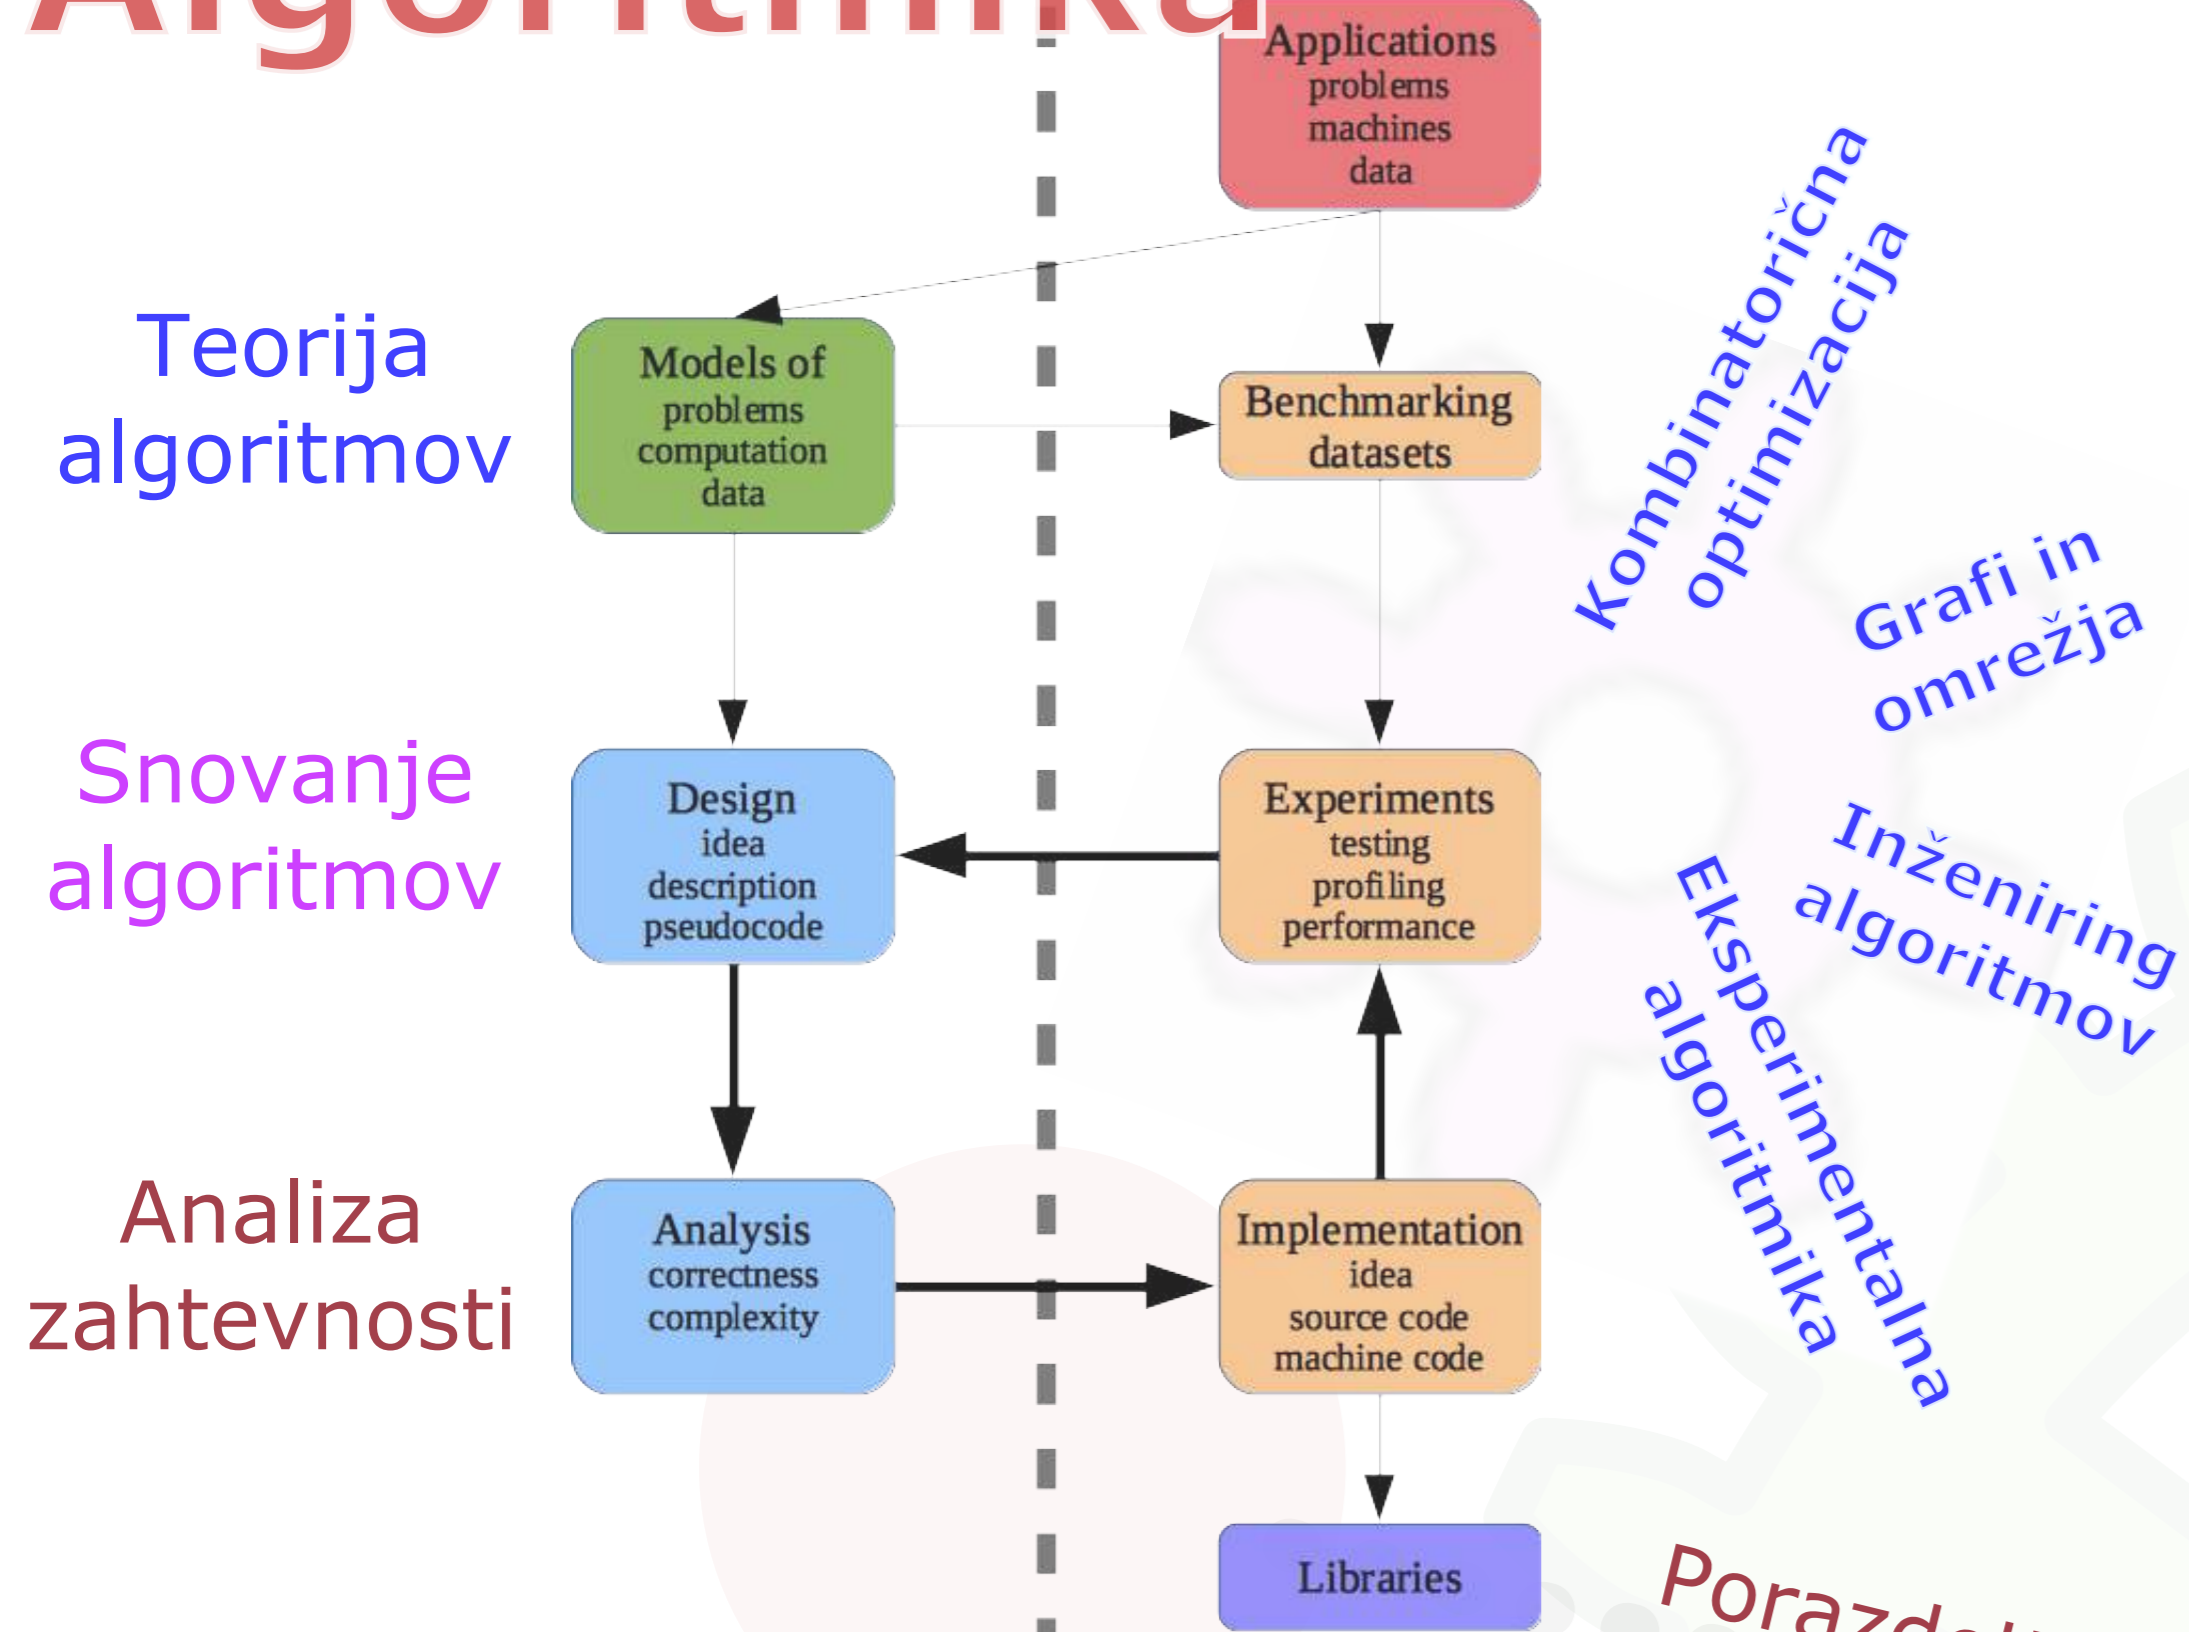 Algoritmika
Applications
problems
machines
data
Teorija
algoritmov
Models of
problems
computation
data
Benchmarking
datasets
Kombinatorična
optimizacija
Grafi in
omrežja
Snovanje
algoritmov
Design
idea
description
pseudocode
Experiments
testing
profiling
performance
Inženiring
algoritmov
Eksperimentalna
algoritmika
Analiza
zahtevnosti
Analysis
correctness
complexity
Implementation
idea
source code
machine code
Libraries